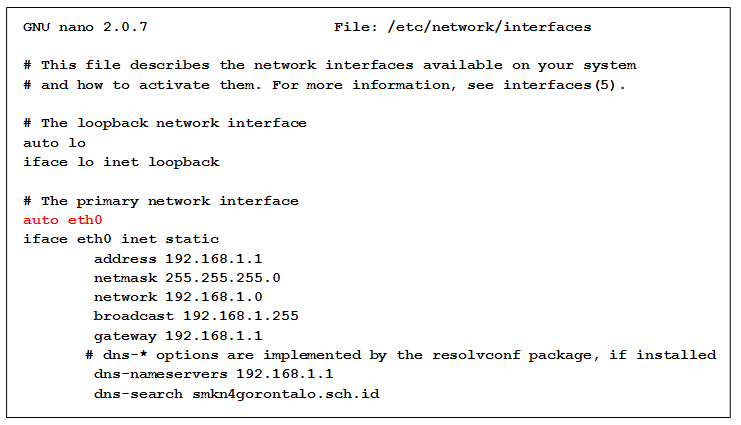 GNU nano 2.0.7 File: /etc/network/interfaces
# This file describes the network interfaces available on your system
# and how to activate them. For more information, see interfaces(5).
# The loopback network interface
auto lo
iface lo inet loopback
# The primary network interface
auto eth0
iface eth0 inet static
address 192.168.1.1
netmask 255.255.255.0
network 192.168.1.0
broadcast 192.168.1.255
gateway 192.168.1.1
# dns-* options are implemented by the resolvconf package, if installed
dns-nameservers 192.168.1.1
dns-search smkn4gorontalo.sch.id